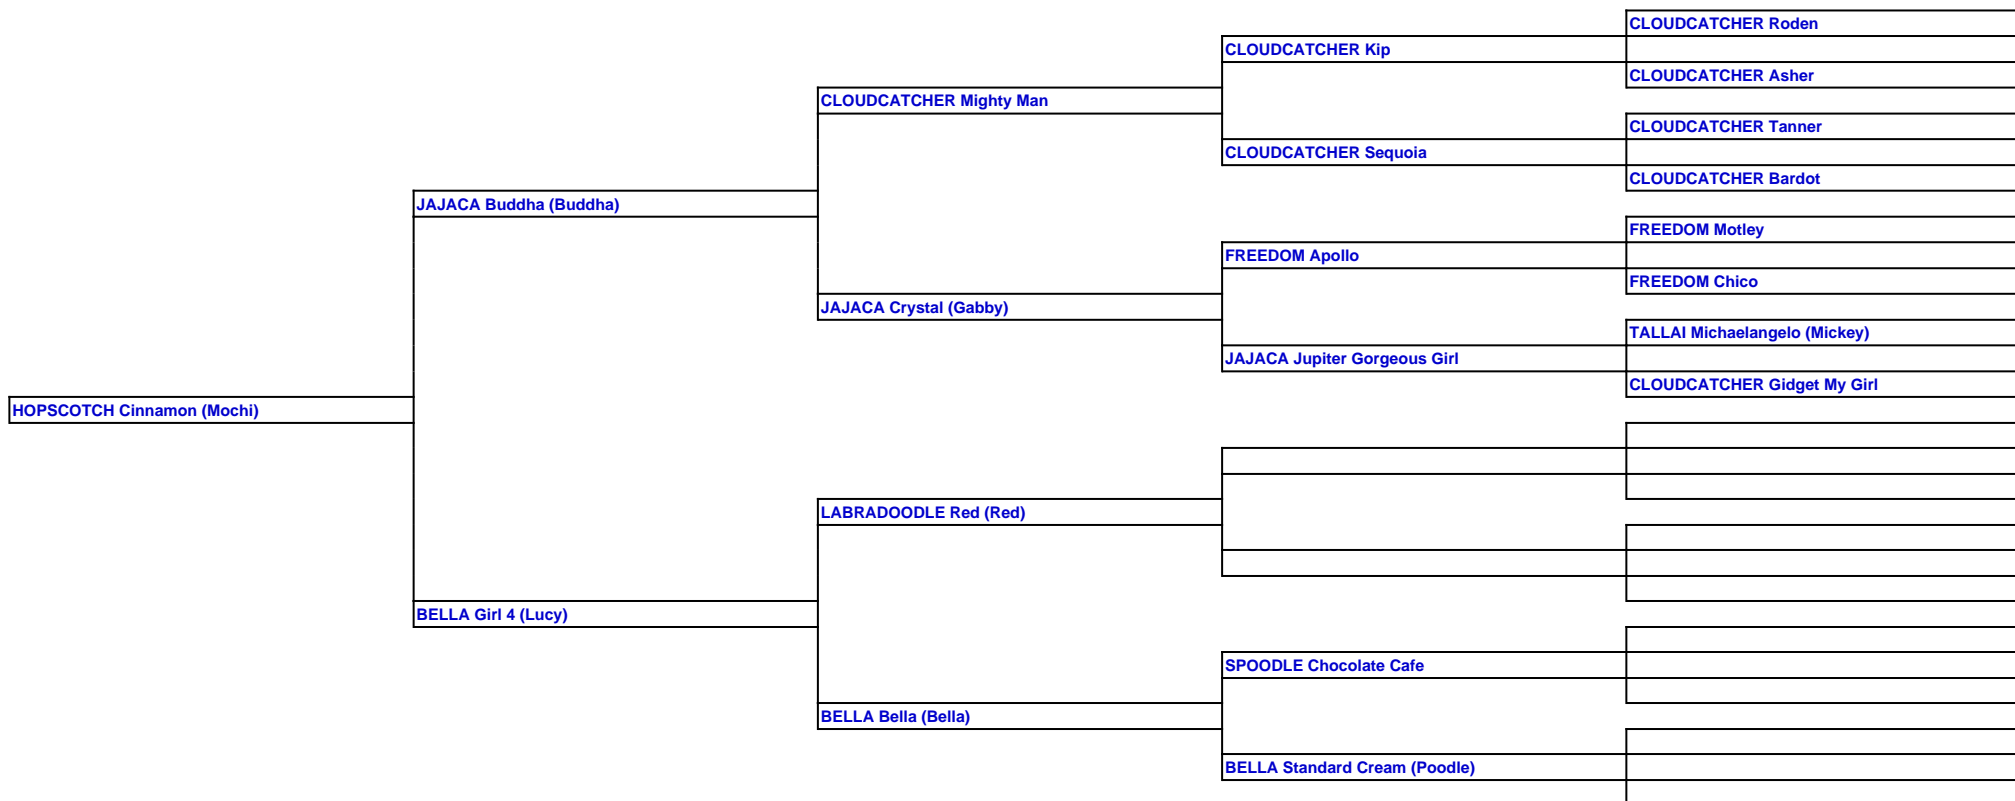 CLOUDCATCHER Roden
CLOUDCATCHER Kip
CLOUDCATCHER Asher
CLOUDCATCHER Mighty Man
CLOUDCATCHER Tanner
CLOUDCATCHER Sequoia
CLOUDCATCHER Bardot
JAJACA Buddha (Buddha)
FREEDOM Motley
FREEDOM Apollo
FREEDOM Chico
JAJACA Crystal (Gabby)
TALLAI Michaelangelo (Mickey)
JAJACA Jupiter Gorgeous Girl
CLOUDCATCHER Gidget My Girl
HOPSCOTCH Cinnamon (Mochi)
LABRADOODLE Red (Red)
BELLA Girl 4 (Lucy)
SPOODLE Chocolate Cafe
BELLA Bella (Bella)
BELLA Standard Cream (Poodle)